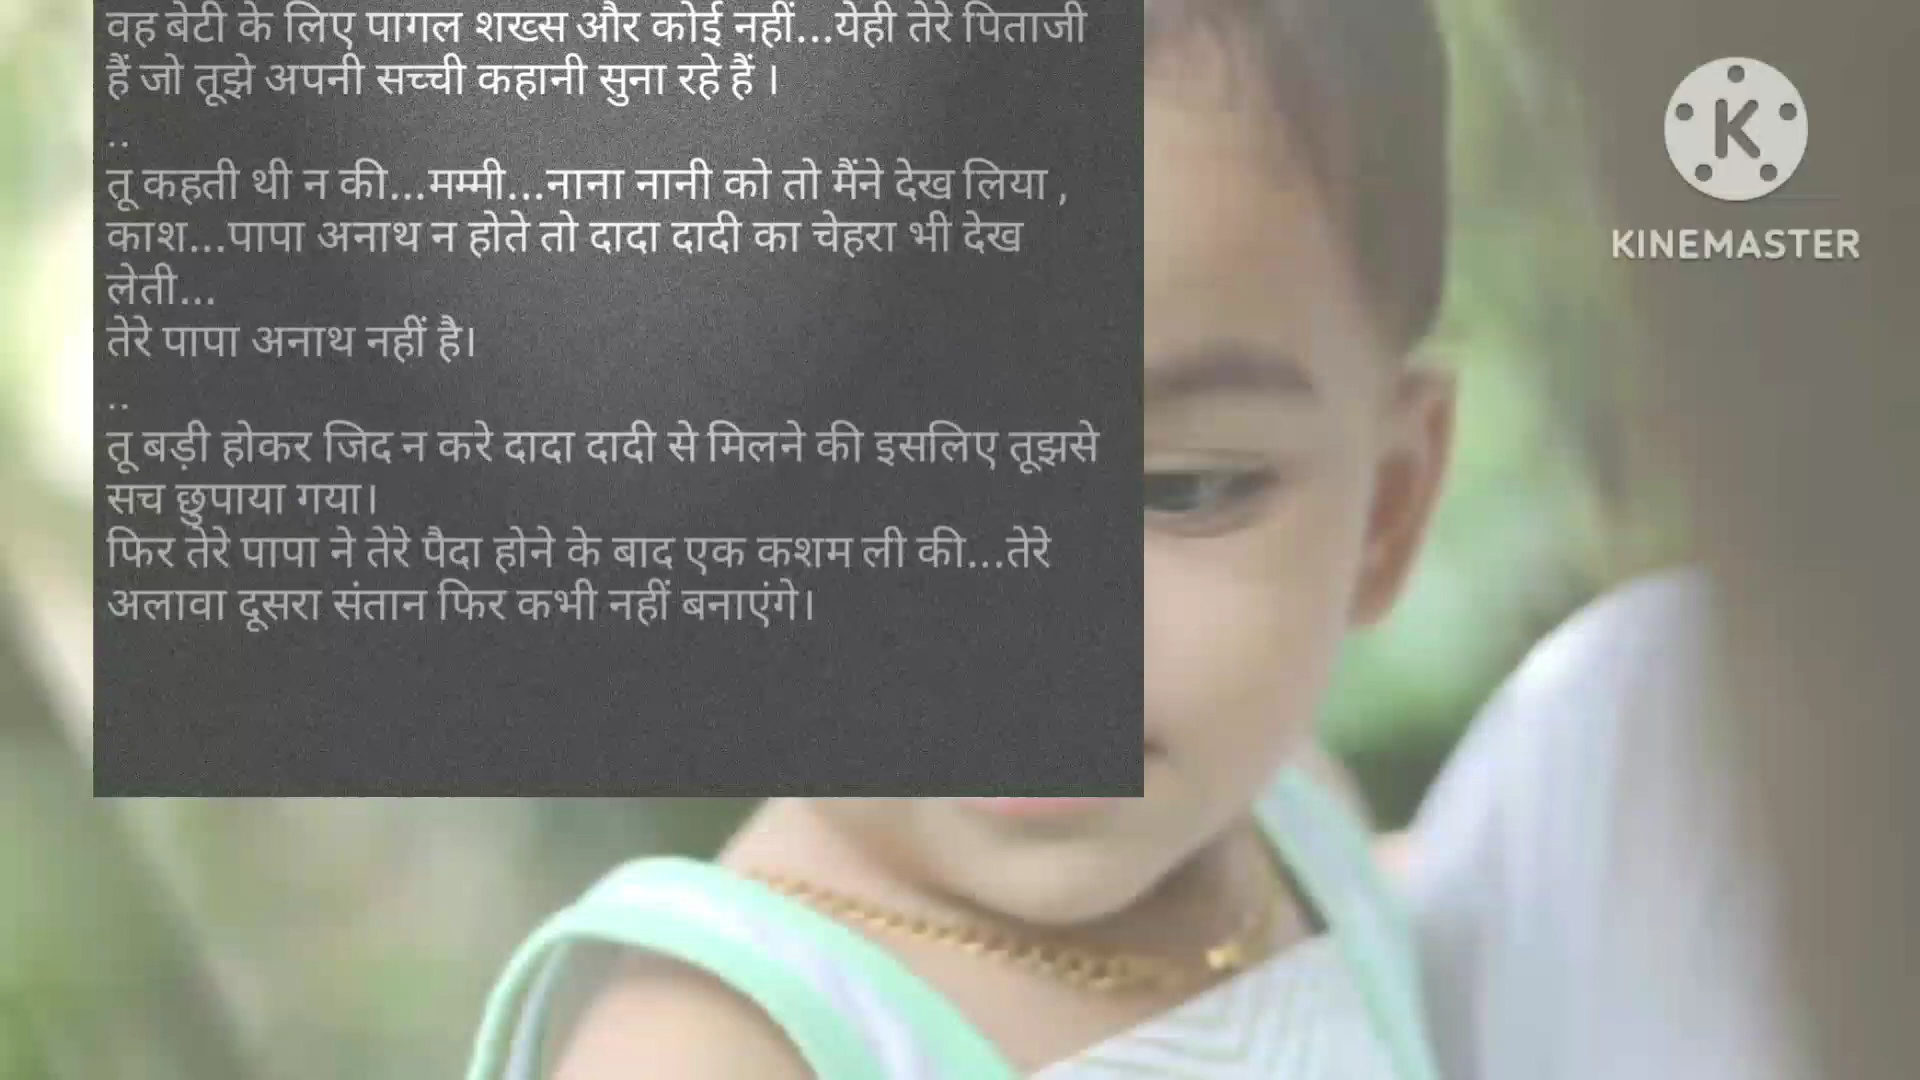 वह बेटी के लिए पागल शख्स और कोई नहीं...येही तेरे पिताजी
हैं जो तूझे अपनी सच्ची कहानी सुना रहे हैं ।
..
तू कहती थी न की...मम्मी...नाना नानी को तो मैंने देख लिया ,
काश...पापा अनाथ न होते तो दादा दादी का चेहरा भी देख
लेती...
तेरे पापा अनाथ नहीं है।
..
तू बड़ी होकर जिद न करे दादा दादी से मिलने की इसलिए तूझसे
सच छुपाया गया।
फिर तेरे पापा ने तेरे पैदा होने के बाद एक कशम ली की...तेरे
अलावा दूसरा संतान फिर कभी नहीं बनाएंगे।
K
KINEMASTER